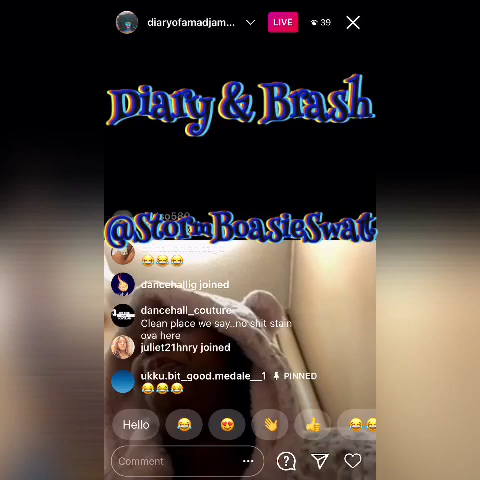 diaryofamadjam...
LIVE
39
Diary & Brash
@StormBoasieSwatt
😂😂😂
dancehallig joined
dancehall_couture
Clean place we say..no shit stain
ova here
juliet21hnry joined
ukku.bit_good.medale__1 PINNED
😂😂😂
Hello
Comment